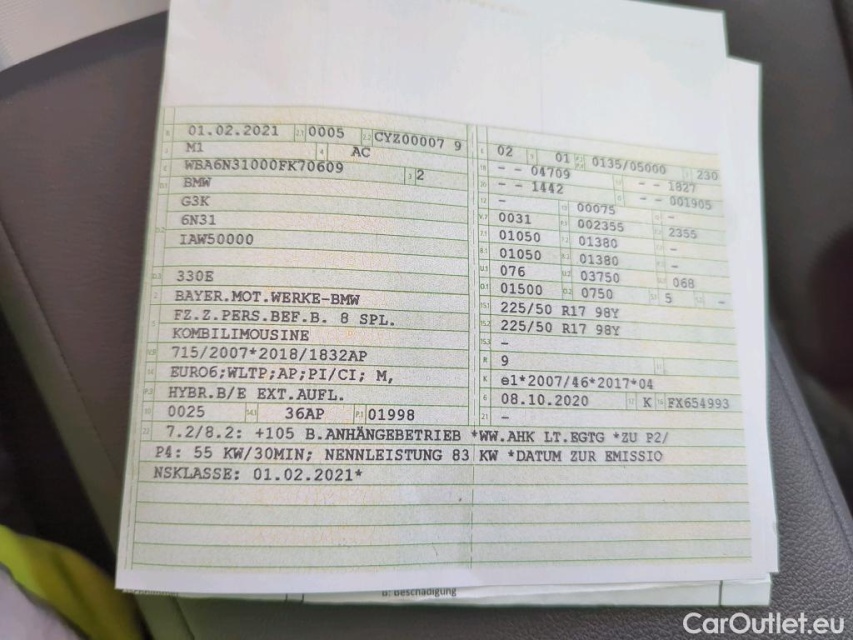 01.02.2021 0005 CYZ00007 9
M1 AC
WBA6N31000FK70609 2
BMW
G3K
6N31
IAW50000
330E
BAYER.MOT.WERKE-BMW
FZ.Z.PERS.BEF.B. 8 SPL.
KOMBILIMOUSINE
715/2007*2018/1832AP
EURO6;WLTP;AP;PI/CI; M,
HYBR.B/E EXT.AUFL.
0025 36AP 01998
02 01 0135/05000 230
- - 04709 - - 1827
- - 1442 - - 001905
- 00075 -
0031 002355 2355
01050 01380 -
01050 01380 -
076 03750 068
01500 0750 5 -
225/50 R17 98Y
225/50 R17 98Y
-
9
e1*2007/46*2017*04
08.10.2020 K FX654993
-
7.2/8.2: +105 B.ANHÄNGEBETRIEB *WW.AHK LT.EGTG *ZU P2/
P4: 55 KW/30MIN; NENNLEISTUNG 83 KW *DATUM ZUR EMISSIO
NSKLASSE: 01.02.2021*
B: Beschädigung
CarOutlet.eu